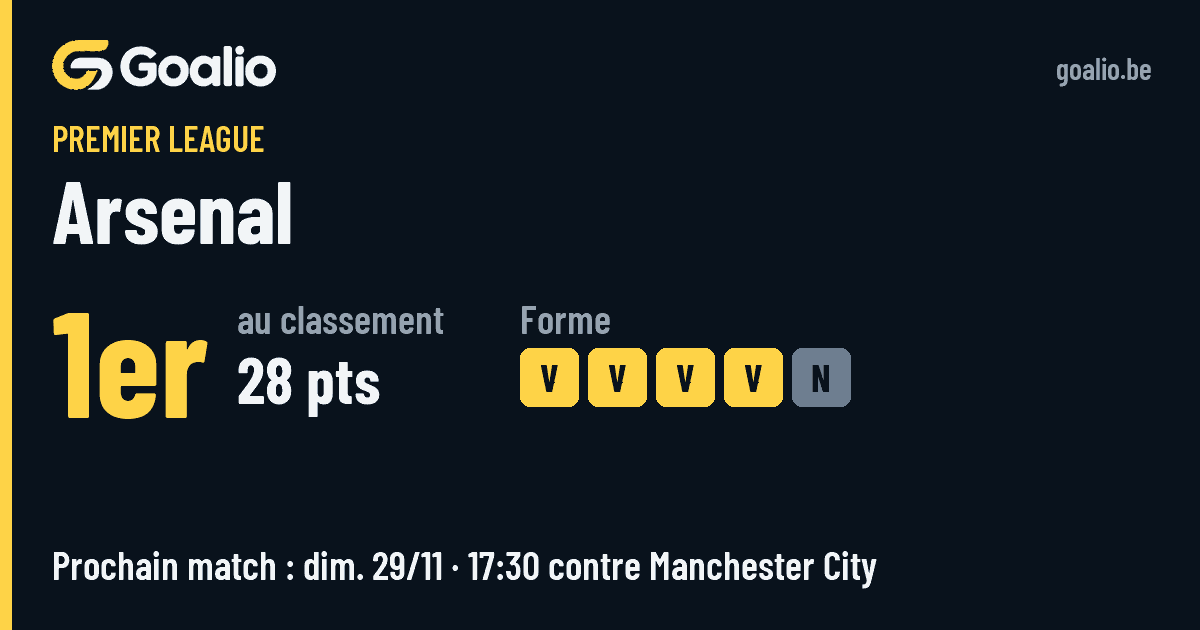 Goalio
goalio.be
PREMIER LEAGUE
Arsenal
1er
au classement
28 pts
Forme
V V V V N
Prochain match : dim. 29/11 · 17:30 contre Manchester City